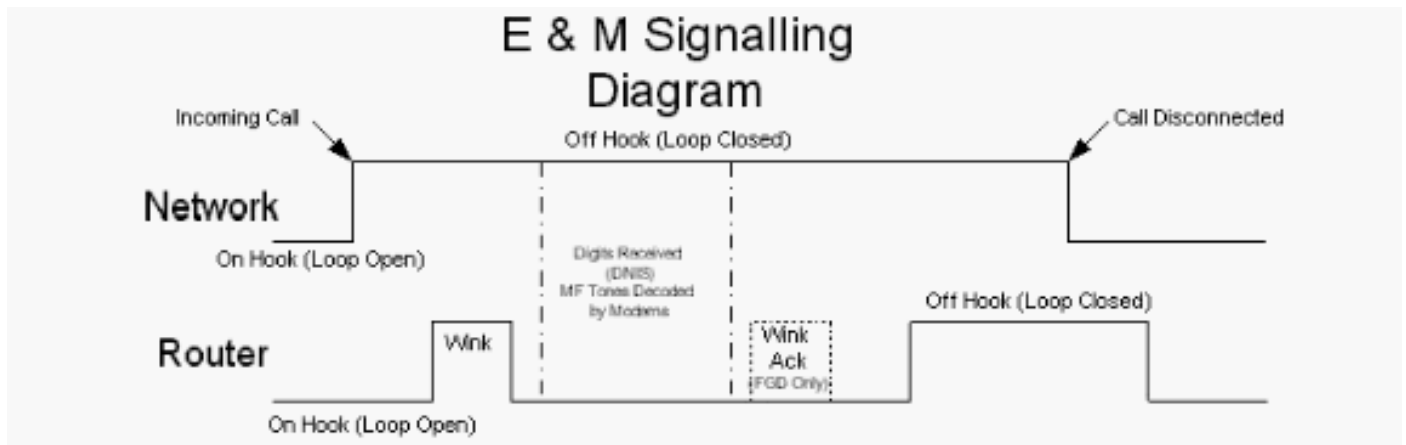 E & M Signalling
Diagram
Incoming Call
Call Disconnected
Off Hook (Loop Closed)
Network
On Hook (Loop Open)
Digits Received
(DNIS)
MF Tones Decoded
by Modems
Off Hook (Loop Closed)
Router
Wink
Wink
Ack
(FGD Only)
On Hook (Loop Open)